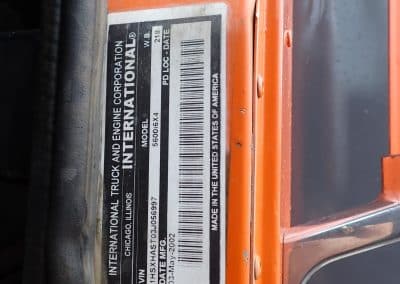 INTERNATIONAL TRUCK AND ENGINE CORPORATION
CHICAGO, ILLINOIS
INTERNATIONAL®
VIN
MODEL
W.B.
1HSXHAST03J056997
5600i6X4
218
DATE MFG.
PD LOC - DATE
03-May-2002
MADE IN THE UNITED STATES OF AMERICA